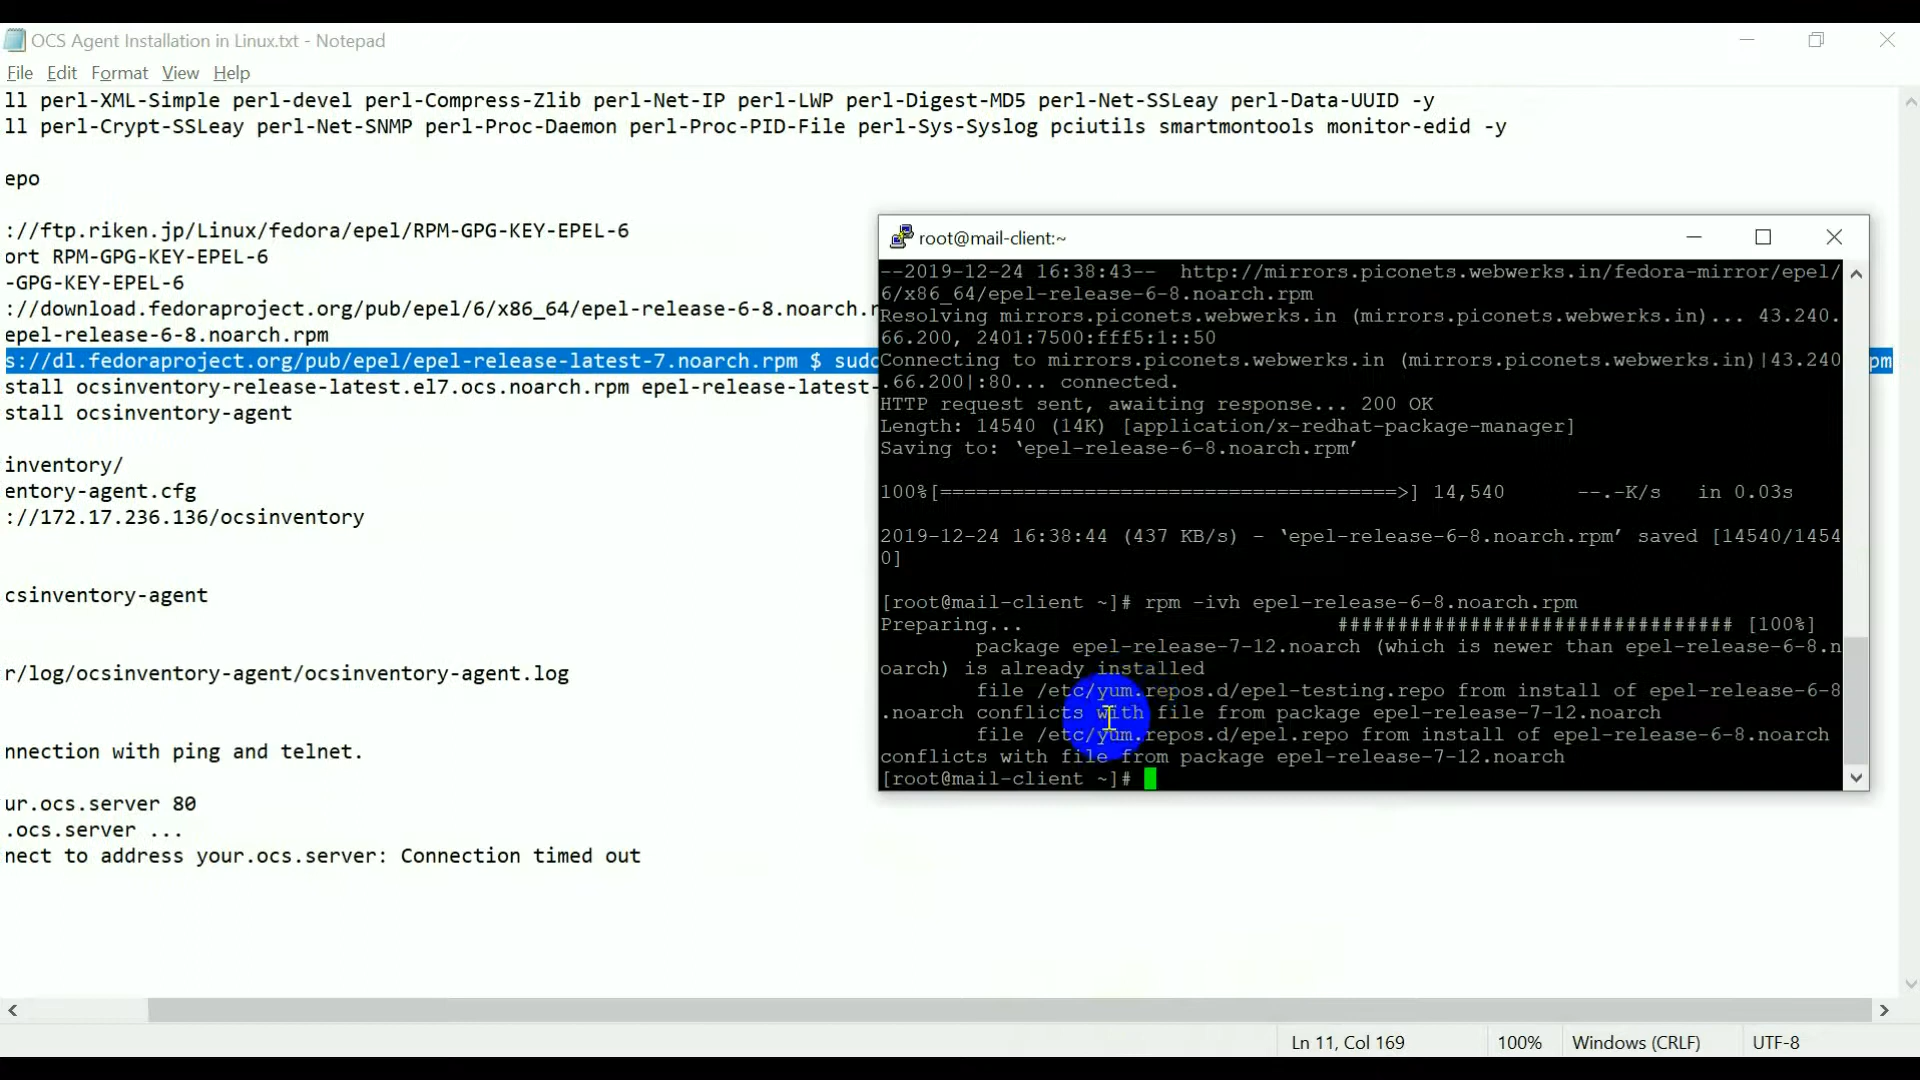 OCS Agent Installation in Linux.txt - Notepad
File Edit Format View Help
ll perl-XML-Simple perl-devel perl-Compress-Zlib perl-Net-IP perl-LWP perl-Digest-MD5 perl-Net-SSLeay perl-Data-UUID -y
ll perl-Crypt-SSLeay perl-Net-SNMP perl-Proc-Daemon perl-Proc-PID-File perl-Sys-Syslog pciutils smartmontools monitor-edid -y
epo
://ftp.riken.jp/Linux/fedora/epel/RPM-GPG-KEY-EPEL-6
ort RPM-GPG-KEY-EPEL-6
-GPG-KEY-EPEL-6
://download.fedoraproject.org/pub/epel/6/x86_64/epel-release-6-8.noarch.r
epel-release-6-8.noarch.rpm
s://dl.fedoraproject.org/pub/epel/epel-release-latest-7.noarch.rpm $ sudo pm
stall ocsinventory-release-latest.el7.ocs.noarch.rpm epel-release-latest-
stall ocsinventory-agent
inventory/
entory-agent.cfg
://172.17.236.136/ocsinventory
csinventory-agent
r/log/ocsinventory-agent/ocsinventory-agent.log
nnection with ping and telnet.
ur.ocs.server 80
.ocs.server ...
nect to address your.ocs.server: Connection timed out
root@mail-client:~
--2019-12-24 16:38:43-- http://mirrors.piconets.webwerks.in/fedora-mirror/epel/
6/x86_64/epel-release-6-8.noarch.rpm
Resolving mirrors.piconets.webwerks.in (mirrors.piconets.webwerks.in)... 43.240.
66.200, 2401:7500:fff5:1::50
Connecting to mirrors.piconets.webwerks.in (mirrors.piconets.webwerks.in)|43.240
.66.200|:80... connected.
HTTP request sent, awaiting response... 200 OK
Length: 14540 (14K) [application/x-redhat-package-manager]
Saving to: ‘epel-release-6-8.noarch.rpm’
100%[======================================>] 14,540 --.-K/s in 0.03s
2019-12-24 16:38:44 (437 KB/s) - ‘epel-release-6-8.noarch.rpm’ saved [14540/1454
0]
[root@mail-client ~]# rpm -ivh epel-release-6-8.noarch.rpm
Preparing... ################################# [100%]
package epel-release-7-12.noarch (which is newer than epel-release-6-8.n
oarch) is already installed
file /etc/yum.repos.d/epel-testing.repo from install of epel-release-6-8
.noarch conflicts with file from package epel-release-7-12.noarch
file /etc/yum.repos.d/epel.repo from install of epel-release-6-8.noarch
conflicts with file from package epel-release-7-12.noarch
[root@mail-client ~]#
Ln 11, Col 169 100% Windows (CRLF) UTF-8